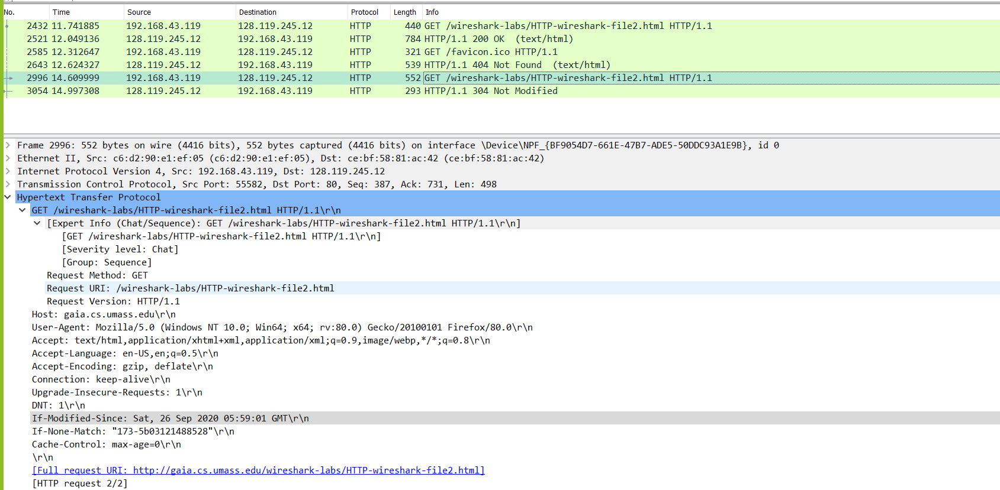 No. Time Source Destination Protocol Length Info
2432 11.741885 192.168.43.119 128.119.245.12 HTTP 440 GET /wireshark-labs/HTTP-wireshark-file2.html HTTP/1.1
2521 12.049136 128.119.245.12 192.168.43.119 HTTP 784 HTTP/1.1 200 OK  (text/html)
2585 12.312647 192.168.43.119 128.119.245.12 HTTP 321 GET /favicon.ico HTTP/1.1
2643 12.624327 128.119.245.12 192.168.43.119 HTTP 539 HTTP/1.1 404 Not Found  (text/html)
2996 14.609999 192.168.43.119 128.119.245.12 HTTP 552 GET /wireshark-labs/HTTP-wireshark-file2.html HTTP/1.1
3054 14.997308 128.119.245.12 192.168.43.119 HTTP 293 HTTP/1.1 304 Not Modified
Frame 2996: 552 bytes on wire (4416 bits), 552 bytes captured (4416 bits) on interface \Device\NPF_{BF9054D7-661E-47B7-ADE5-50DDC93A1E9B}, id 0
Ethernet II, Src: c6:d2:90:e1:ef:05 (c6:d2:90:e1:ef:05), Dst: ce:bf:58:81:ac:42 (ce:bf:58:81:ac:42)
Internet Protocol Version 4, Src: 192.168.43.119, Dst: 128.119.245.12
Transmission Control Protocol, Src Port: 55582, Dst Port: 80, Seq: 387, Ack: 731, Len: 498
Hypertext Transfer Protocol
GET /wireshark-labs/HTTP-wireshark-file2.html HTTP/1.1\r\n
[Expert Info (Chat/Sequence): GET /wireshark-labs/HTTP-wireshark-file2.html HTTP/1.1\r\n]
[GET /wireshark-labs/HTTP-wireshark-file2.html HTTP/1.1\r\n]
[Severity level: Chat]
[Group: Sequence]
Request Method: GET
Request URI: /wireshark-labs/HTTP-wireshark-file2.html
Request Version: HTTP/1.1
Host: gaia.cs.umass.edu\r\n
User-Agent: Mozilla/5.0 (Windows NT 10.0; Win64; x64; rv:80.0) Gecko/20100101 Firefox/80.0\r\n
Accept: text/html,application/xhtml+xml,application/xml;q=0.9,image/webp,*/*;q=0.8\r\n
Accept-Language: en-US,en;q=0.5\r\n
Accept-Encoding: gzip, deflate\r\n
Connection: keep-alive\r\n
Upgrade-Insecure-Requests: 1\r\n
DNT: 1\r\n
If-Modified-Since: Sat, 26 Sep 2020 05:59:01 GMT\r\n
If-None-Match: "173-5b03121488528"\r\n
Cache-Control: max-age=0\r\n
\r\n
[Full request URI: http://gaia.cs.umass.edu/wireshark-labs/HTTP-wireshark-file2.html]
[HTTP request 2/2]